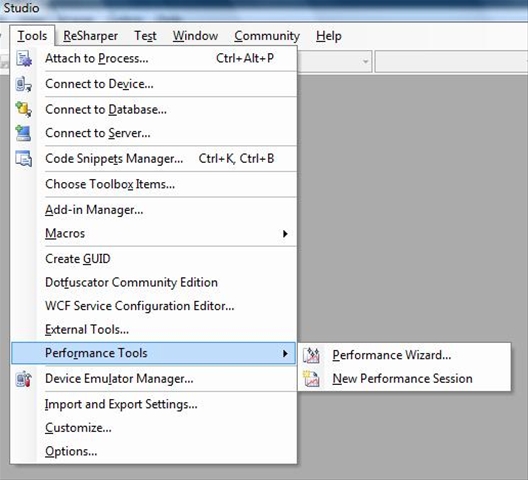 Studio
Tools ReSharper Test Window Community Help
Attach to Process... Ctrl+Alt+P
Connect to Device...
Connect to Database...
Connect to Server...
Code Snippets Manager... Ctrl+K, Ctrl+B
Choose Toolbox Items...
Add-in Manager...
Macros
Create GUID
Dotfuscator Community Edition
WCF Service Configuration Editor...
External Tools...
Performance Tools
Performance Wizard...
New Performance Session
Device Emulator Manager...
Import and Export Settings...
Customize...
Options...